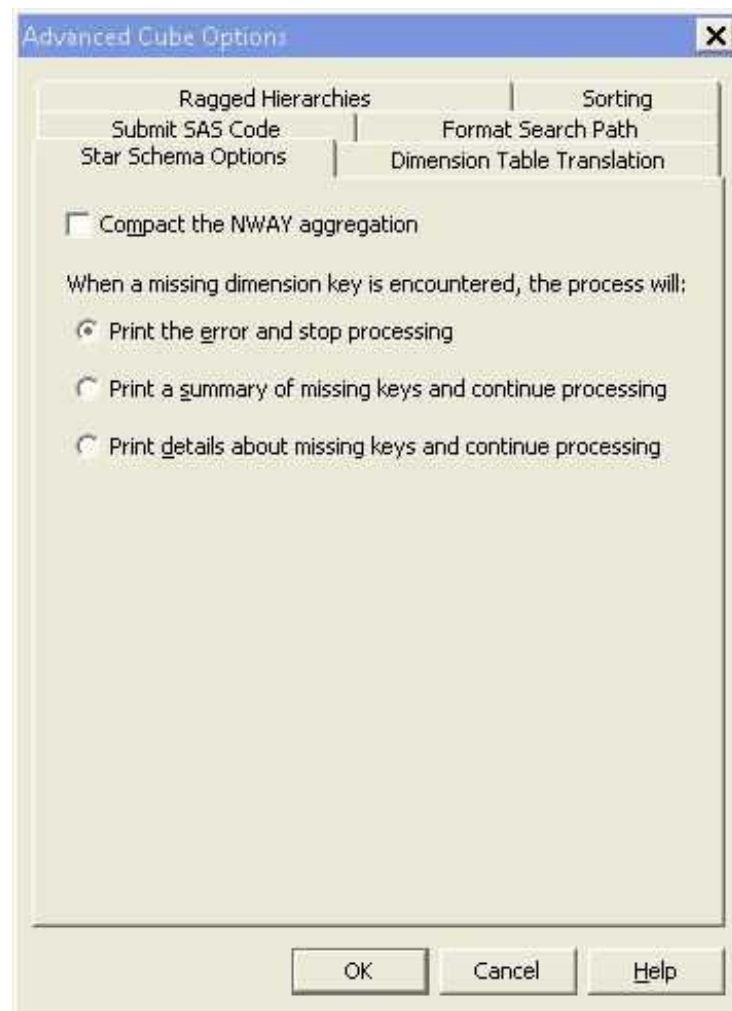 Advanced Cube Options
Ragged Hierarchies Sorting
Submit SAS Code Format Search Path
Star Schema Options Dimension Table Translation
Compact the NWAY aggregation
When a missing dimension key is encountered, the process will:
Print the error and stop processing
Print a summary of missing keys and continue processing
Print details about missing keys and continue processing
OK Cancel Help